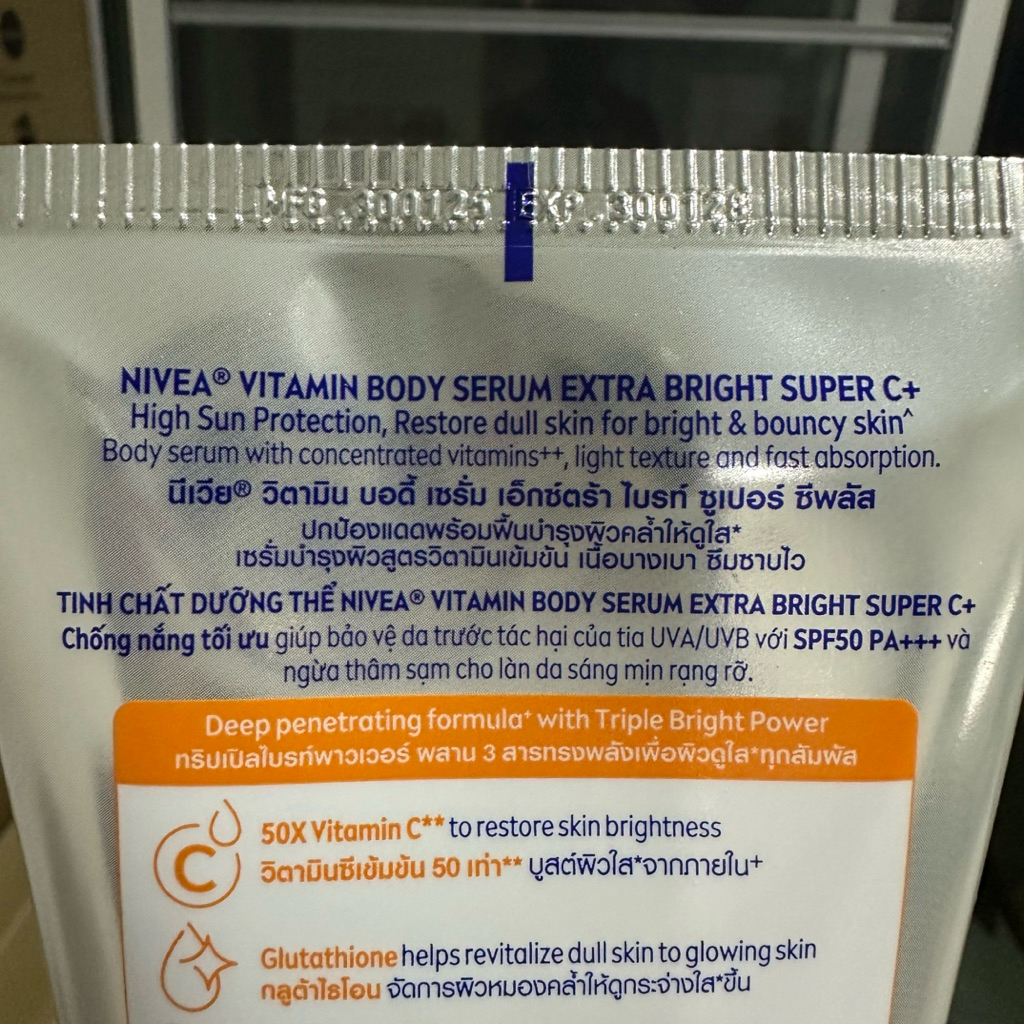 MFG.300125 EXP.300128
NIVEA® VITAMIN BODY SERUM EXTRA BRIGHT SUPER C+
High Sun Protection, Restore dull skin for bright & bouncy skin^
Body serum with concentrated vitamins++, light texture and fast absorption.
นีเวีย® วิตามิน บอดี้ เซรั่ม เอ็กซ์ตร้า ไบรท์ ซูเปอร์ ซีพลัส
ปกป้องแดดพร้อมฟื้นบำรุงผิวคล้ำให้ดูใส*
เซรั่มบำรุงผิวสูตรวิตามินเข้มข้น เนื้อบางเบา ซึมซาบไว
TINH CHẤT DƯỠNG THỂ NIVEA® VITAMIN BODY SERUM EXTRA BRIGHT SUPER C+
Chống nắng tối ưu giúp bảo vệ da trước tác hại của tia UVA/UVB với SPF50 PA+++ và
ngừa thâm sạm cho làn da sáng mịn rạng rỡ.
Deep penetrating formula+ with Triple Bright Power
ทริปเปิลไบรท์พาวเวอร์ ผสาน 3 สารทรงพลังเพื่อผิวดูใส*ทุกสัมผัส
C
50X Vitamin C** to restore skin brightness
วิตามินซีเข้มข้น 50 เท่า** บูสต์ผิวใส*จากภายใน+
Glutathione helps revitalize dull skin to glowing skin
กลูต้าไธโอน จัดการผิวหมองคล้ำให้ดูกระจ่างใส*ขึ้น